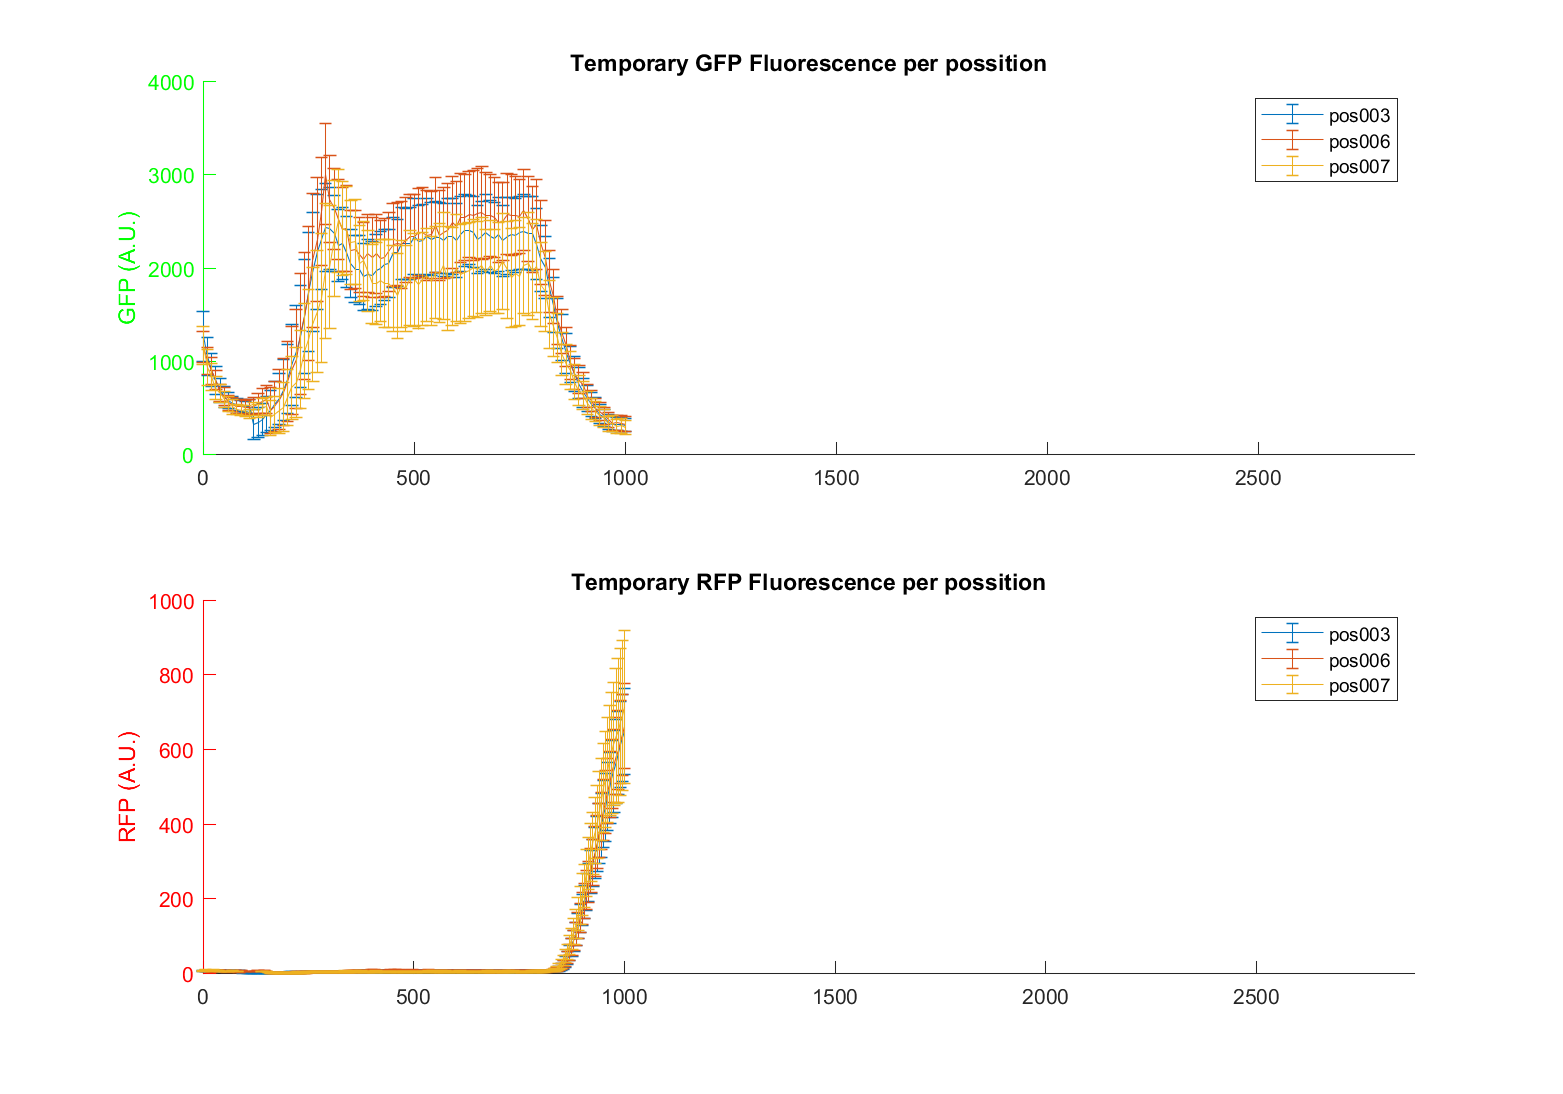 Temporary GFP Fluorescence per possition
4000
3000
2000
1000
0
GFP (A.U.)
pos003
pos006
pos007
0 500 1000 1500 2000 2500
Temporary RFP Fluorescence per possition
1000
800
600
400
200
0
RFP (A.U.)
pos003
pos006
pos007
0 500 1000 1500 2000 2500